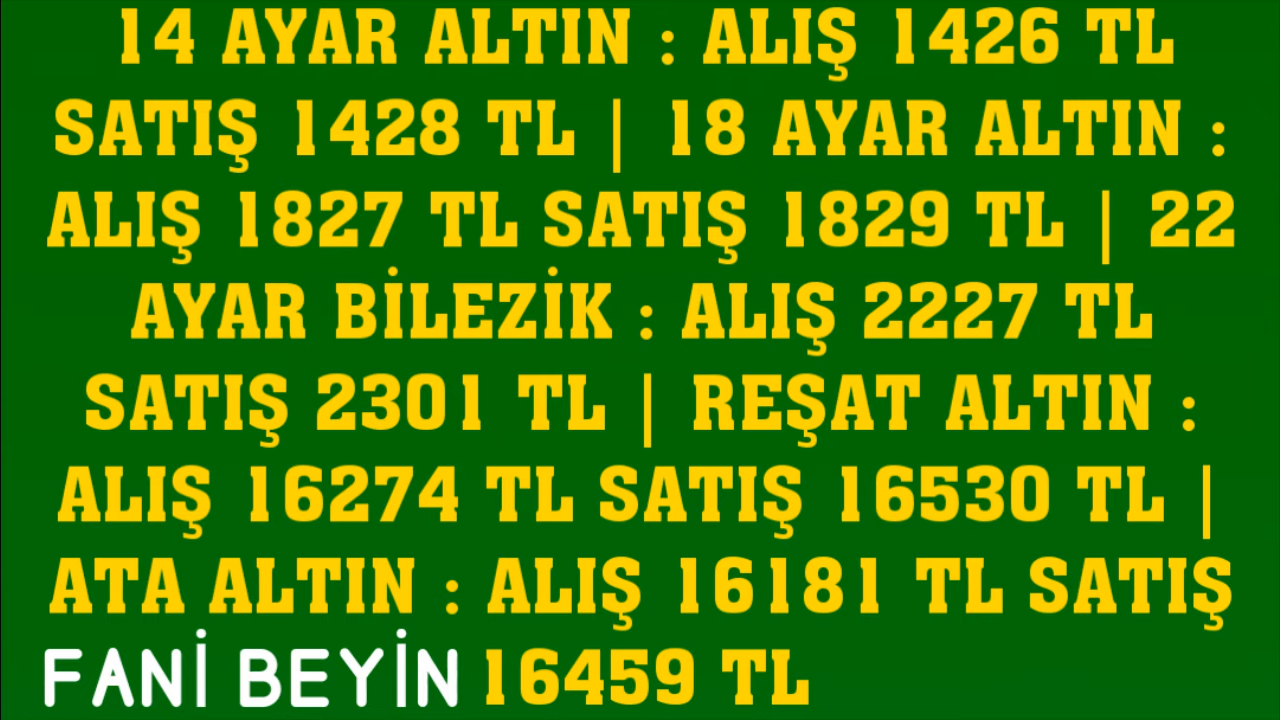 14 AYAR ALTIN : ALIŞ 1426 TL
SATIŞ 1428 TL | 18 AYAR ALTIN :
ALIŞ 1827 TL SATIŞ 1829 TL | 22
AYAR BİLEZİK : ALIŞ 2227 TL
SATIŞ 2301 TL | REŞAT ALTIN :
ALIŞ 16274 TL SATIŞ 16530 TL |
ATA ALTIN : ALIŞ 16181 TL SATIŞ
FANİ BEYİN 16459 TL